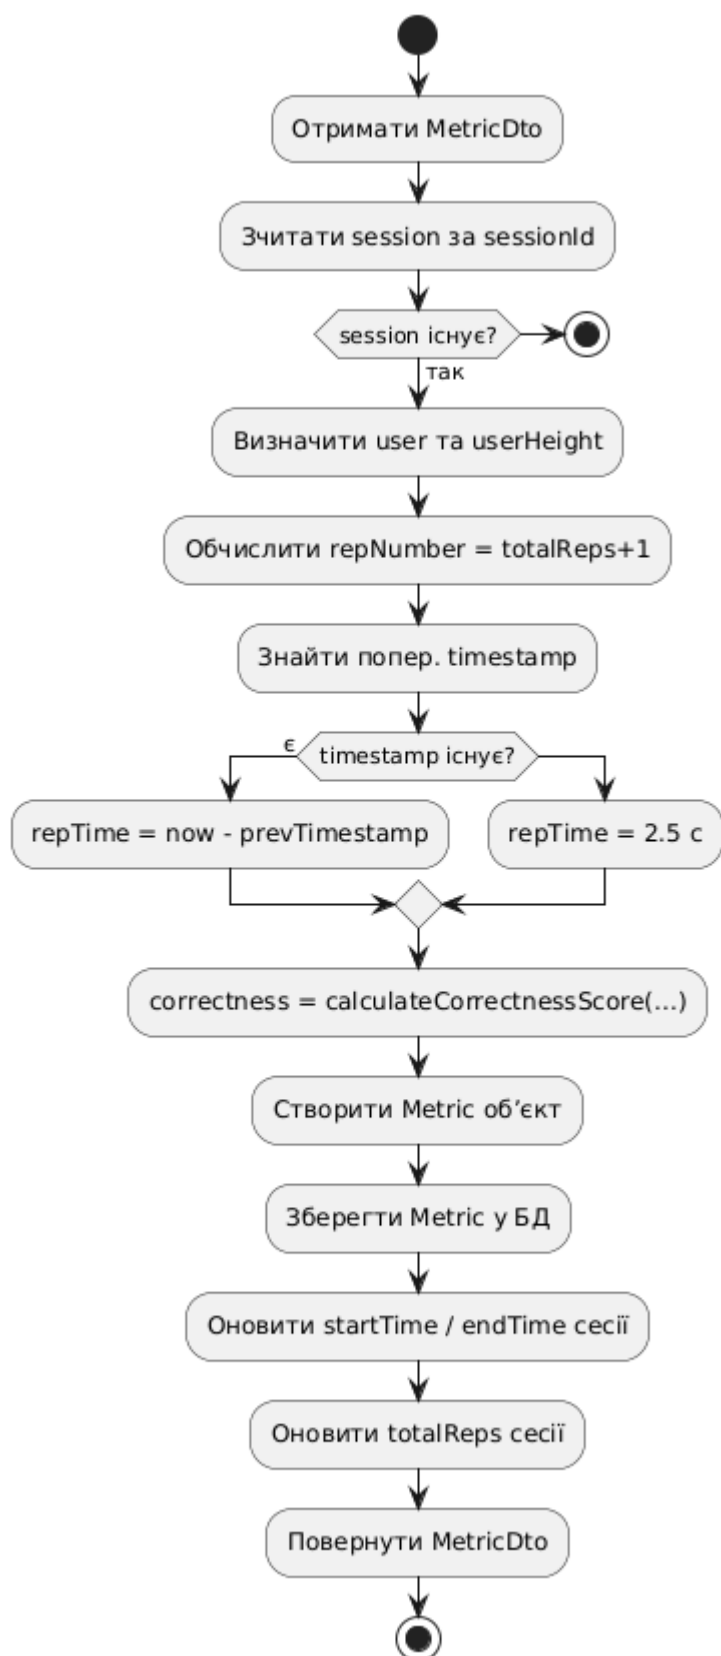 Отримати MetricDto
Зчитати session за sessionId
session існує?
так
Визначити user та userHeight
Обчислити repNumber = totalReps+1
Знайти попер. timestamp
є
timestamp існує?
repTime = now - prevTimestamp
repTime = 2.5 с
correctness = calculateCorrectnessScore(...)
Створити Metric об’єкт
Зберегти Metric у БД
Оновити startTime / endTime сесії
Оновити totalReps сесії
Повернути MetricDto